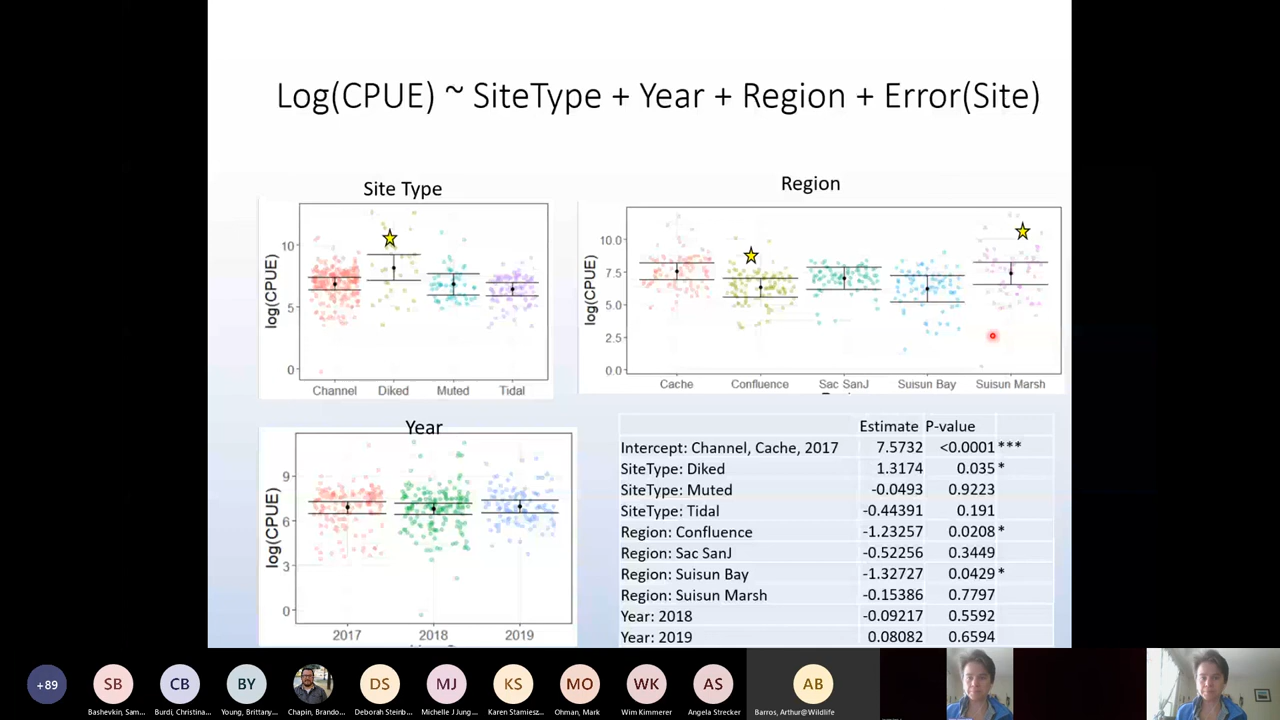 Log(CPUE) ~ SiteType + Year + Region + Error(Site)
Site Type
log(CPUE)
10
5
0
Channel Diked Muted Tidal
Region
log(CPUE)
10.0
7.5
5.0
2.5
0.0
Cache Confluence Sac SanJ Suisun Bay Suisun Marsh
Year
log(CPUE)
9
6
3
0
2017 2018 2019
Estimate P-value
Intercept: Channel, Cache, 2017 7.5732 <0.0001 ***
SiteType: Diked 1.3174 0.035 *
SiteType: Muted -0.0493 0.9223
SiteType: Tidal -0.44391 0.191
Region: Confluence -1.23257 0.0208 *
Region: Sac SanJ -0.52256 0.3449
Region: Suisun Bay -1.32727 0.0429 *
Region: Suisun Marsh -0.15386 0.7797
Year: 2018 -0.09217 0.5592
Year: 2019 0.08082 0.6594
+89 SB CB BY DS MJ KS MO WK AS AB
Bashevkin, Sam... Burdi, Christina... Young, Brittany... Chapin, Brando... Deborah Steinb... Michelle J Jung... Karen Stamiesz... Ohman, Mark Wim Kimmerer Angela Strecker Barros, Arthur@Wildlife